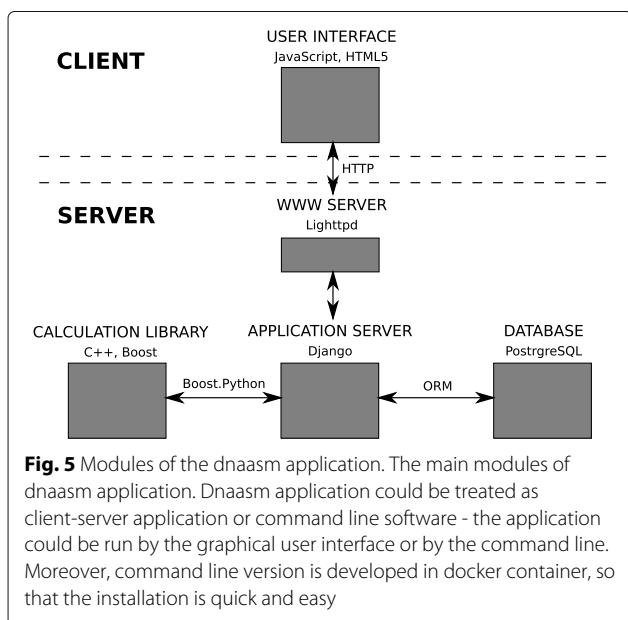 USER INTERFACE
JavaScript, HTML5
CLIENT
HTTP
SERVER
WWW SERVER
Lighttpd
CALCULATION LIBRARY
C++, Boost
APPLICATION SERVER
Django
DATABASE
PostrgreSQL
Boost.Python
ORM
Fig. 5 Modules of the dnaasm application. The main modules of
dnaasm application. Dnaasm application could be treated as
client-server application or command line software - the application
could be run by the graphical user interface or by the command line.
Moreover, command line version is developed in docker container, so
that the installation is quick and easy